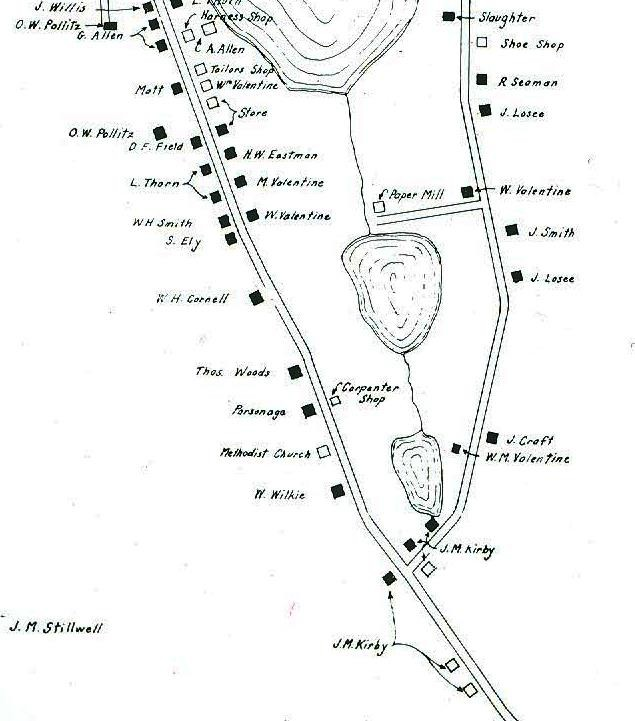 J. Willis
O.W. Pollitz
G. Allen
Harness Shop
C. A. Allen
Tailors Shop
Wm Valentine
Mott
Store
O.W. Pollitz
D. F. Field
H.W. Eastman
L. Thorn
M. Valentine
W.H. Smith
W. Valentine
S. Ely
W. H. Cornell
Thos. Woods
Carpenter
Shop
Parsonage
Methodist Church
W. Wilkie
Slaughter
Shoe Shop
R Seaman
J. Losee
Paper Mill
W. Valentine
J. Smith
J. Losee
J. Craft
W.M. Valentine
J.M. Kirby
J.M. Kirby
J.M. Stillwell